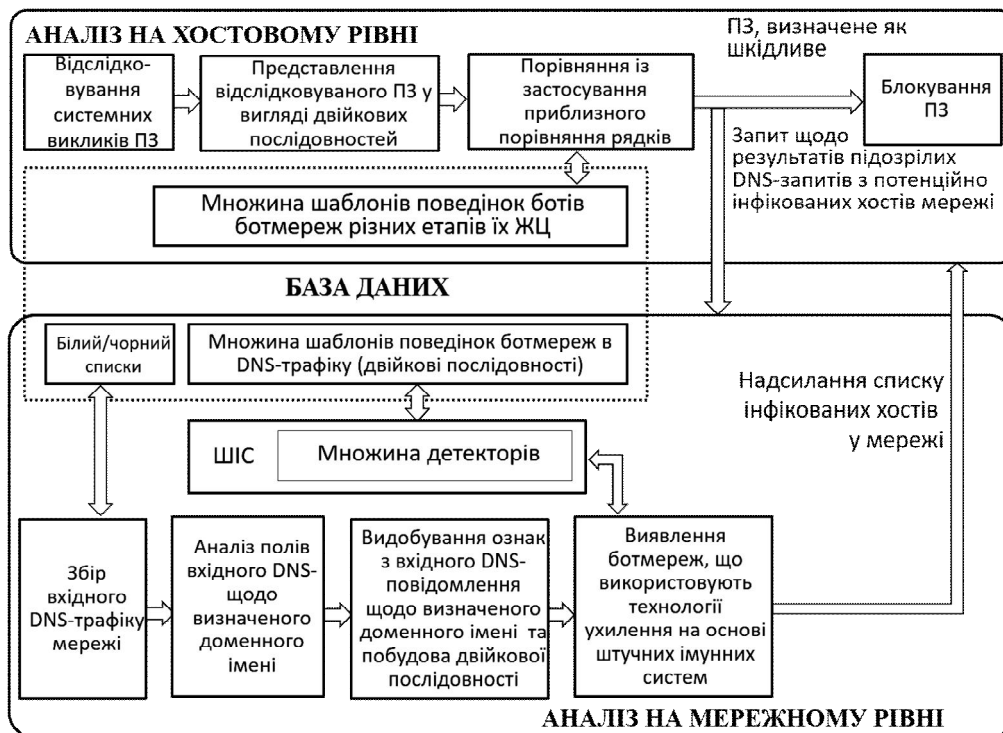 АНАЛІЗ НА ХОСТОВОМУ РІВНІ
Відслідко-
вування
системних
викликів ПЗ
Представлення
відслідковуваного ПЗ у
вигляді двійкових
послідовностей
Порівняння із
застосування
приблизного
порівняння рядків
ПЗ, визначене як
шкідливе
Блокування
ПЗ
Запит щодо
результатів підозрілих
DNS-запитів з потенційно
інфікованих хостів мережі
Множина шаблонів поведінок ботів
ботмереж різних етапів їх ЖЦ
БАЗА ДАНИХ
Білий/чорний
списки
Множина шаблонів поведінок ботмереж в
DNS-трафіку (двійкові послідовності)
Надсилання списку
інфікованих хостів
у мережі
ШІС
Множина детекторів
Збір
вхідного
DNS-трафіку
мережі
Аналіз полів
вхідного DNS-
щодо
визначеного
доменного
імені
Видобування ознак
з вхідного DNS-
повідомлення
щодо визначеного
доменного імені та
побудова двійкової
послідовності
Виявлення
ботмереж, що
використовують
технології
ухилення на основі
штучних імунних
систем
АНАЛІЗ НА МЕРЕЖНОМУ РІВНІ